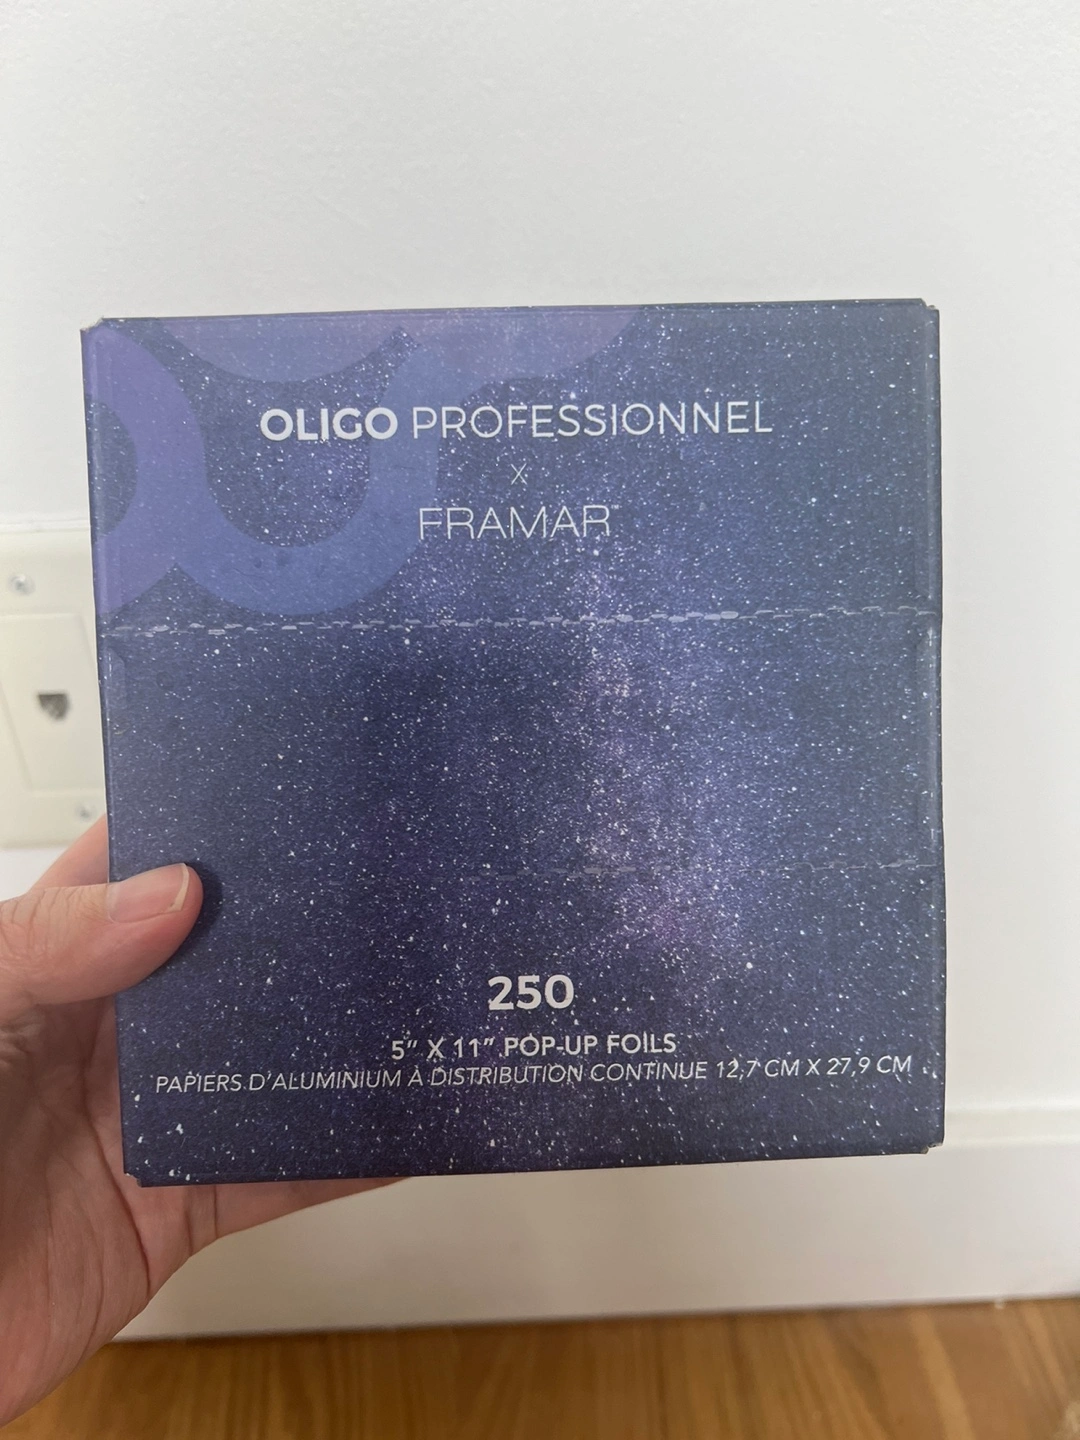 OLIGO PROFESSIONNEL
X
FRAMAR
250
5" X 11" POP-UP FOILS
PAPIERS D'ALUMINIUM À DISTRIBUTION CONTINUE 12,7 CM X 27,9 CM